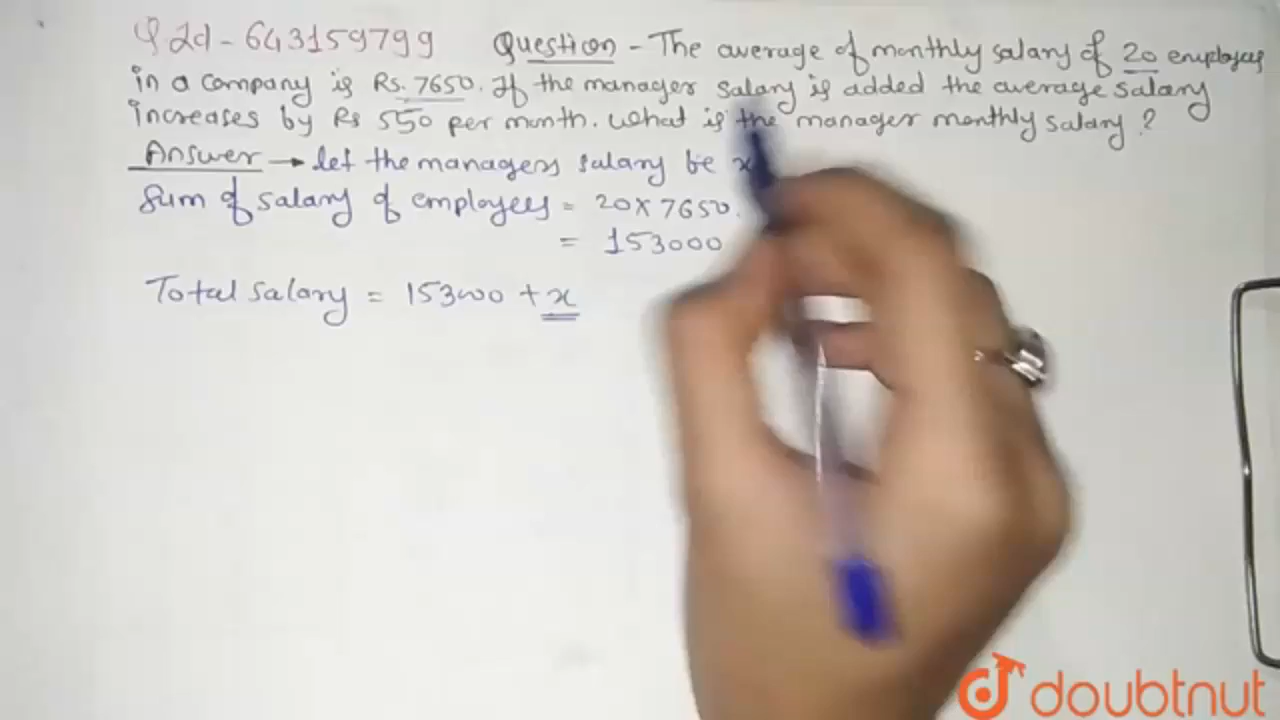 Q Id - 643159799 Question - The average of monthly salary of 20 employees
in a company is Rs. 7650. If the manager salary is added the average salary
increases by Rs 550 per month. What is the manager monthly salary?
Answer → let the managers salary be x
Sum of salary of employees = 20 x 7650.
= 153000
Total salary = 153000 + x
doubtnut